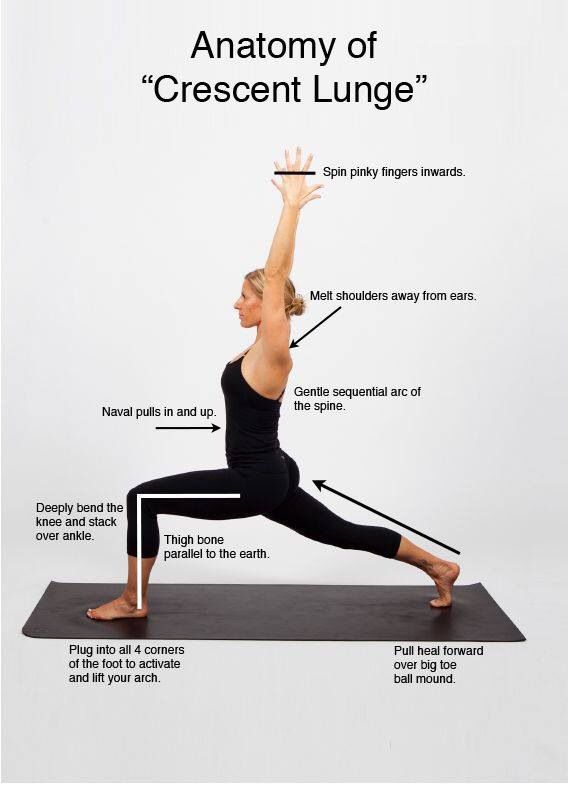 Anatomy of
“Crescent Lunge”
Spin pinky fingers inwards.
Melt shoulders away from ears.
Gentle sequential arc of
the spine.
Naval pulls in and up.
Deeply bend the
knee and stack
over ankle.
Thigh bone
parallel to the earth.
Plug into all 4 corners
of the foot to activate
and lift your arch.
Pull heal forward
over big toe
ball mound.